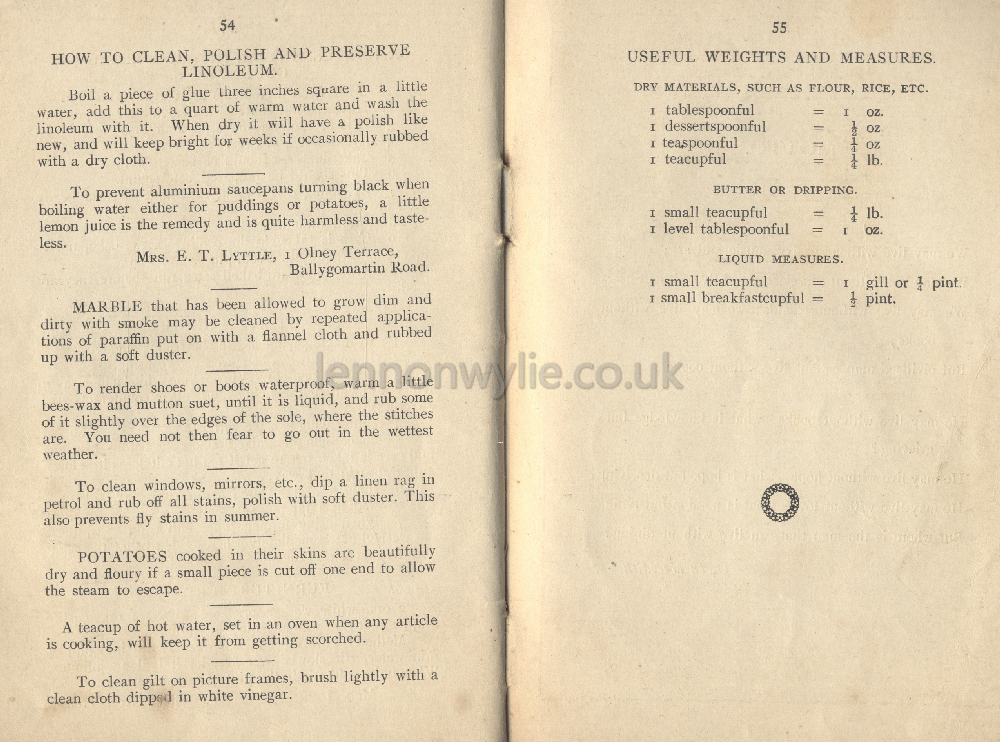 54
HOW TO CLEAN, POLISH AND PRESERVE
LINOLEUM.
Boil a piece of glue three inches square in a little
water, add this to a quart of warm water and wash the
linoleum with it. When dry it will have a polish like
new, and will keep bright for weeks if occasionally rubbed
with a dry cloth.
To prevent aluminium saucepans turning black when
boiling water either for puddings or potatoes, a little
lemon juice is the remedy and is quite harmless and taste-
less.
MRS. E. T. LYTTLE, 1 Olney Terrace,
Ballygomartin Road.
MARBLE that has been allowed to grow dim and
dirty with smoke may be cleaned by repeated applica-
tions of paraffin put on with a flannel cloth and rubbed
up with a soft duster.
To render shoes or boots waterproof, warm a little
bees-wax and mutton suet, until it is liquid, and rub some
of it slightly over the edges of the sole, where the stitches
are. You need not then fear to go out in the wettest
weather.
To clean windows, mirrors, etc., dip a linen rag in
petrol and rub off all stains, polish with soft duster. This
also prevents fly stains in summer.
POTATOES cooked in their skins are beautifully
dry and floury if a small piece is cut off one end to allow
the steam to escape.
A teacup of hot water, set in an oven when any article
is cooking, will keep it from getting scorched.
To clean gilt on picture frames, brush lightly with a
clean cloth dipped in white vinegar.
55
USEFUL WEIGHTS AND MEASURES.
DRY MATERIALS, SUCH AS FLOUR, RICE, ETC.
1 tablespoonful = 1 oz.
1 dessertspoonful = ½ oz
1 teaspoonful = ¼ oz
1 teacupful = ¼ lb.
BUTTER OR DRIPPING.
1 small teacupful = ¼ lb.
1 level tablespoonful = 1 oz.
LIQUID MEASURES.
1 small teacupful = 1 gill or ¼ pint.
1 small breakfastcupful = ½ pint.
lennonwylie.co.uk